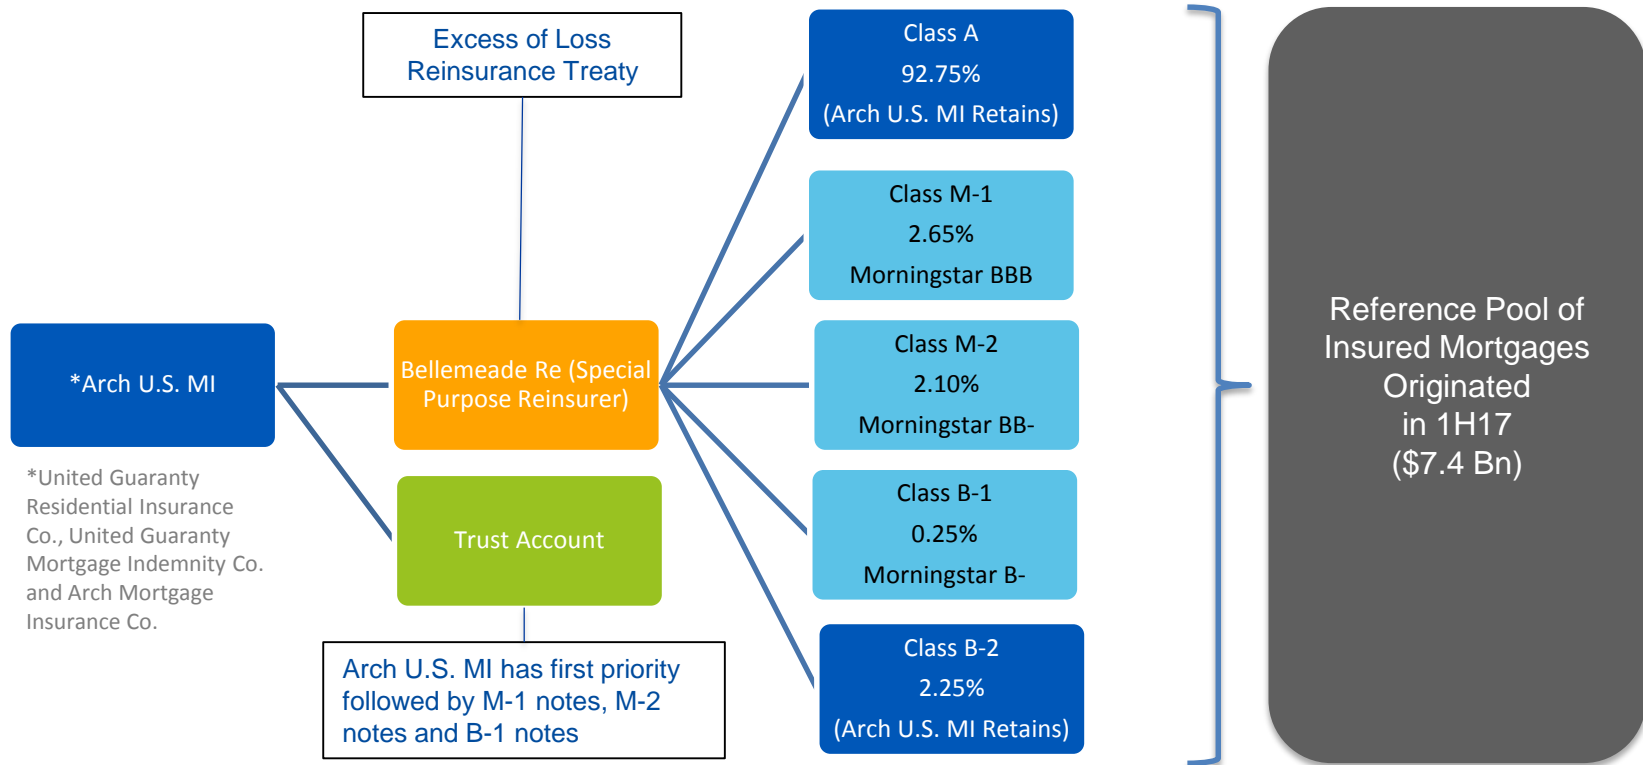 Excess of Loss
Reinsurance Treaty
Class A
92.75%
(Arch U.S. MI Retains)
Class M-1
2.65%
Morningstar BBB
*Arch U.S. MI
Bellemeade Re (Special
Purpose Reinsurer)
Class M-2
2.10%
Morningstar BB-
Reference Pool of
Insured Mortgages
Originated
in 1H17
($7.4 Bn)
*United Guaranty
Residential Insurance
Co., United Guaranty
Mortgage Indemnity Co.
and Arch Mortgage
Insurance Co.
Trust Account
Class B-1
0.25%
Morningstar B-
Arch U.S. MI has first priority
followed by M-1 notes, M-2
notes and B-1 notes
Class B-2
2.25%
(Arch U.S. MI Retains)